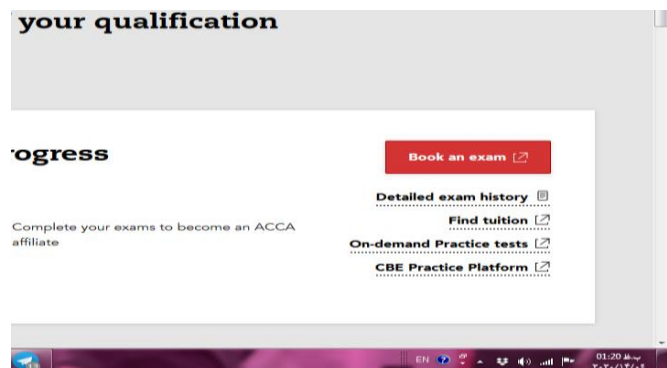 your qualification
ogress
Book an exam
Detailed exam history
Find tuition
Complete your exams to become an ACCA
affiliate
On-demand Practice tests
CBE Practice Platform
EN
01:20 ب.ظ